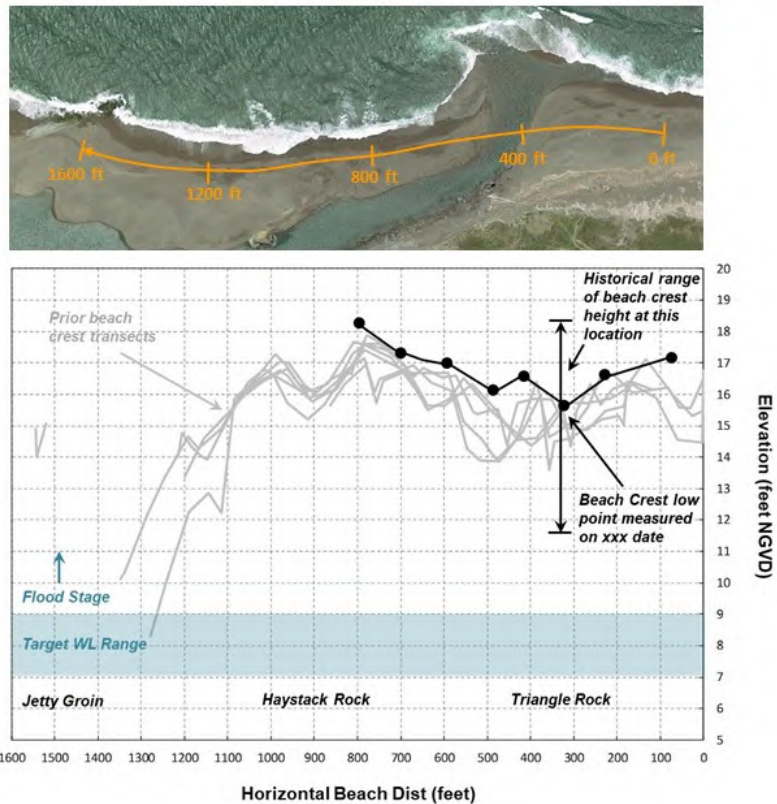 1600 ft
1200 ft
800 ft
400 ft
0 ft
Historical range
of beach crest
height at this
location
Prior beach
crest transects
Beach Crest low
point measured
on xxx date
Flood Stage
Target WL Range
Jetty Groin
Haystack Rock
Triangle Rock
20
19
18
17
16
15
14
13
12
11
10
9
8
7
6
5
Elevation (feet NGVD)
1600 1500 1400 1300 1200 1100 1000 900 800 700 600 500 400 300 200 100 0
Horizontal Beach Dist (feet)